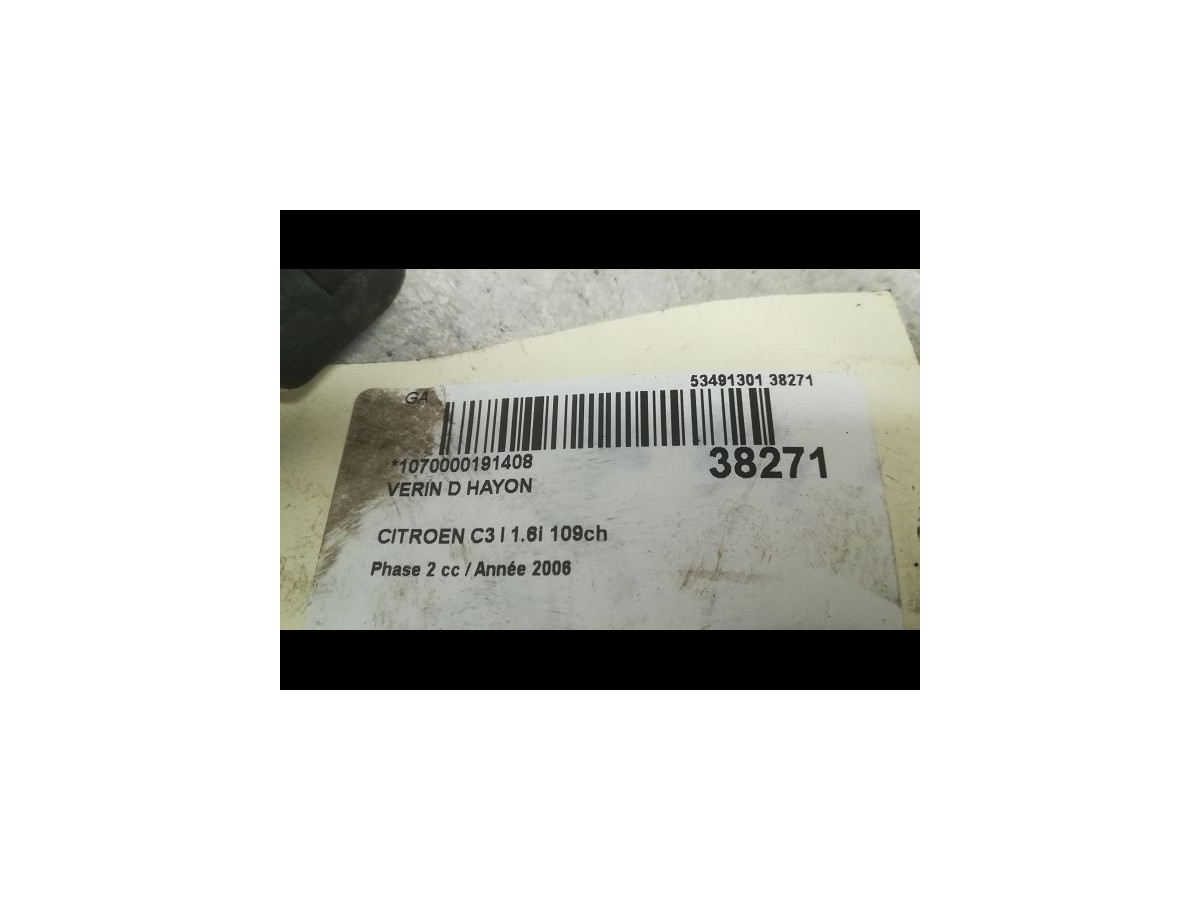 53491301 38271
GA
*1070000191408
38271
VERIN D HAYON
CITROEN C3 I 1.6i 109ch
Phase 2 cc / Année 2006